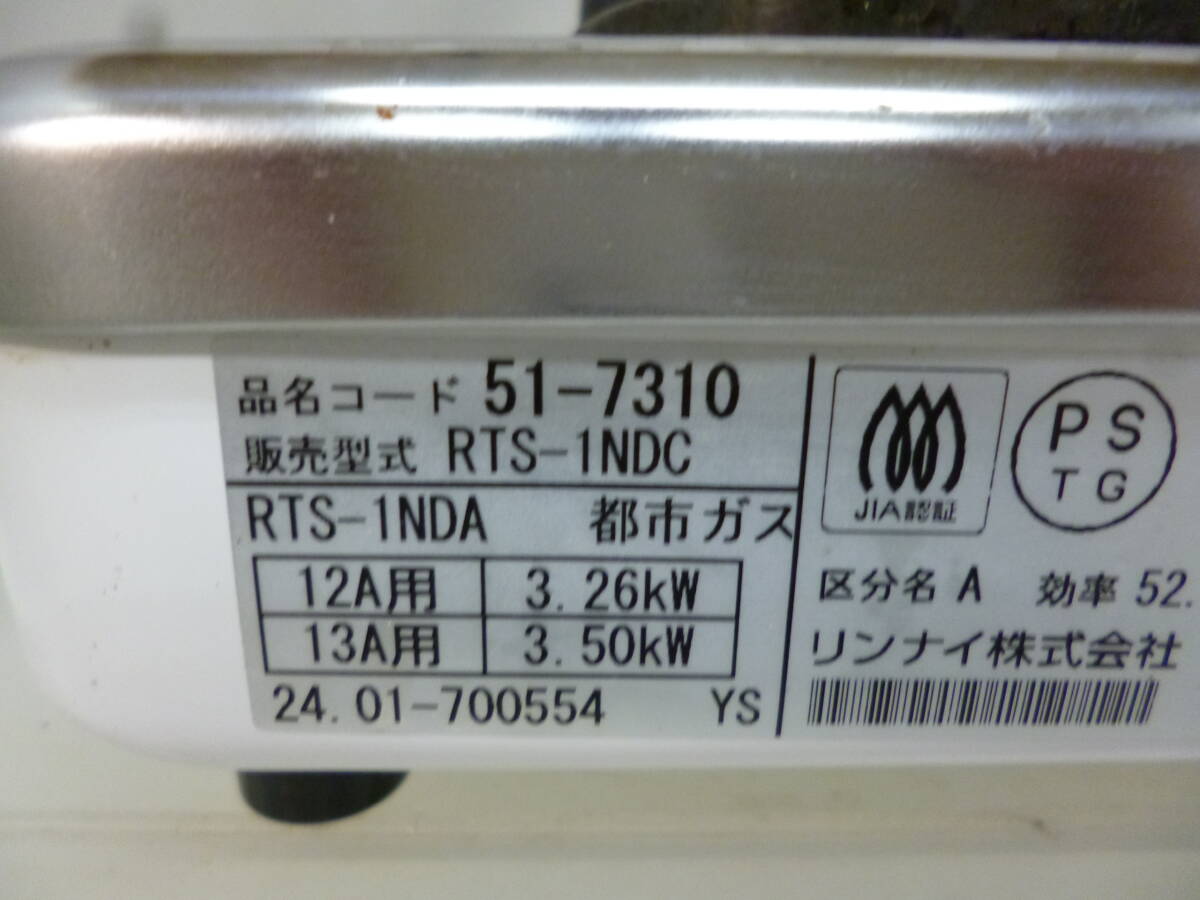 品名コード 51-7310
販売型式 RTS-1NDC
RTS-1NDA 都市ガス
12A用 3.26kW
13A用 3.50kW
24.01-700554 YS
JIA認証
PS
TG
区分名 A 効率 52.
リンナイ株式会社